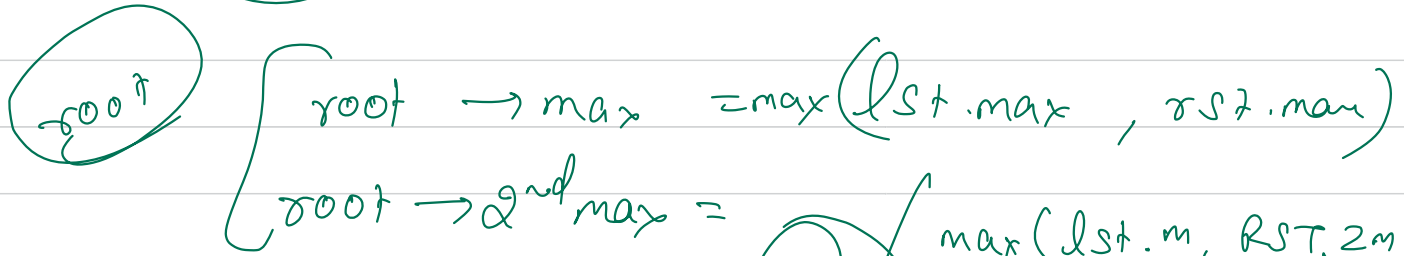 root root → max = max(lst.max , rst.max)
root → 2nd max = max(lst.m, RST.2m